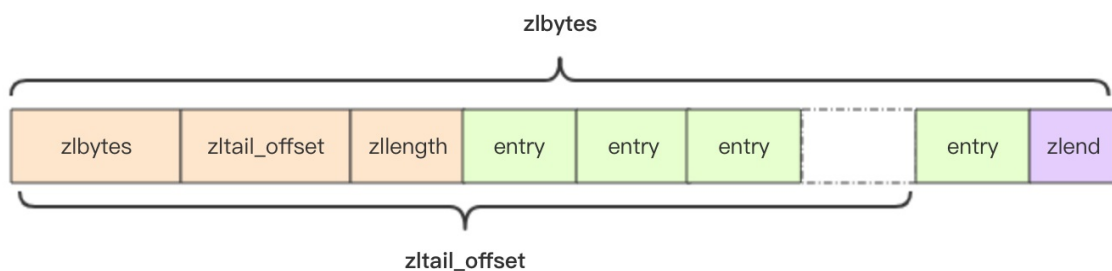 zlbytes
zlbytes zltail_offset zllength entry entry entry entry zlend
zltail_offset